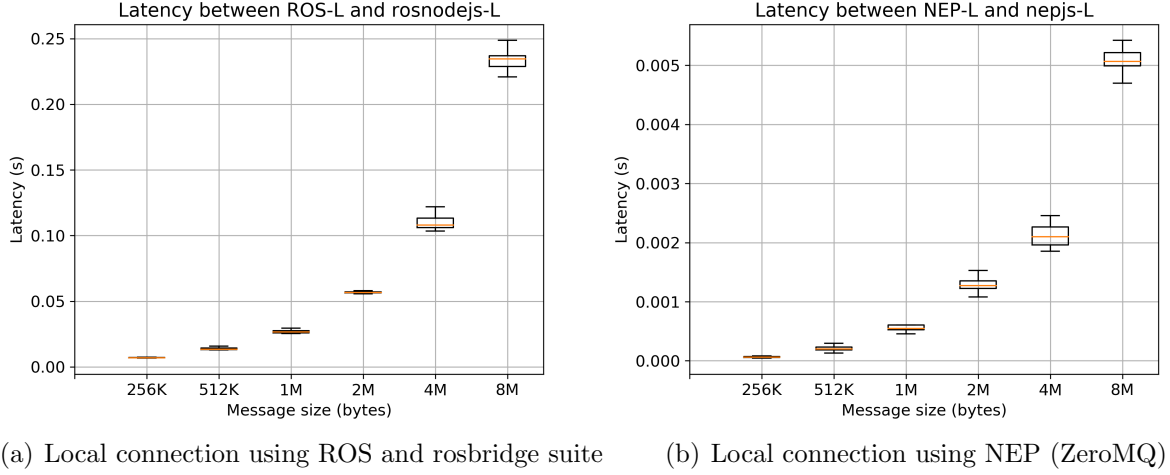 Latency between ROS-L and rosnodejs-L
0.25
0.20
0.15
0.10
0.05
0.00
Latency (s)
256K 512K 1M 2M 4M 8M
Message size (bytes)
(a) Local connection using ROS and rosbridge suite
Latency between NEP-L and nepjs-L
0.005
0.004
0.003
0.002
0.001
0.000
Latency (s)
256K 512K 1M 2M 4M 8M
Message size (bytes)
(b) Local connection using NEP (ZeroMQ)